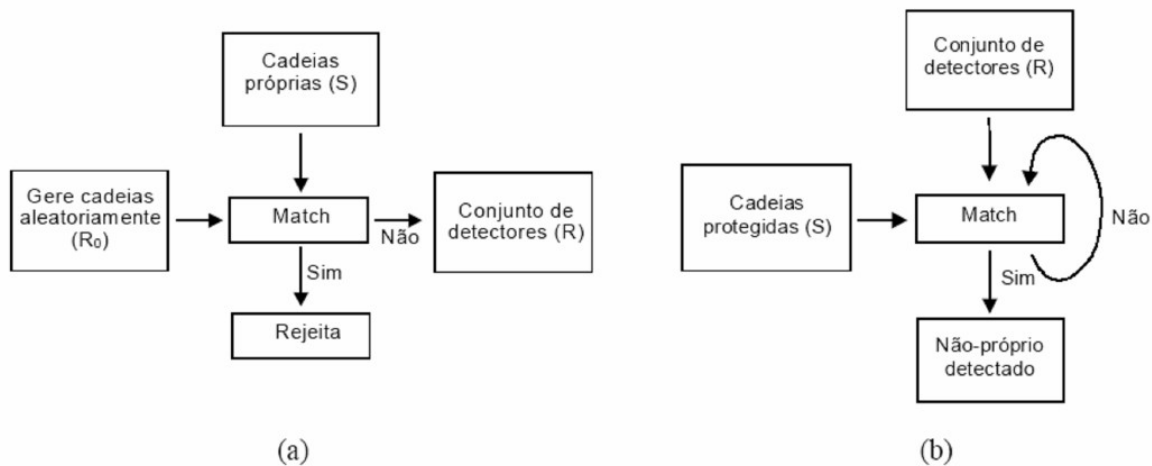 Cadeias
próprias (S)
Gere cadeias
aleatoriamente
(R₀)
Match
Não
Conjunto de
detectores (R)
Sim
Rejeita
(a)
Conjunto de
detectores (R)
Cadeias
protegidas (S)
Match
Não
Sim
Não-próprio
detectado
(b)